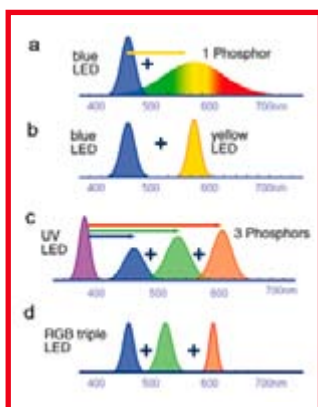 a
blue LED + 1 Phosphor
400 500 600 700nm
b
blue LED + yellow LED
400 500 600 700nm
c
UV LED + + 3 Phosphors
400 500 600 700nm
d
RGB triple LED + +
400 500 600 700nm